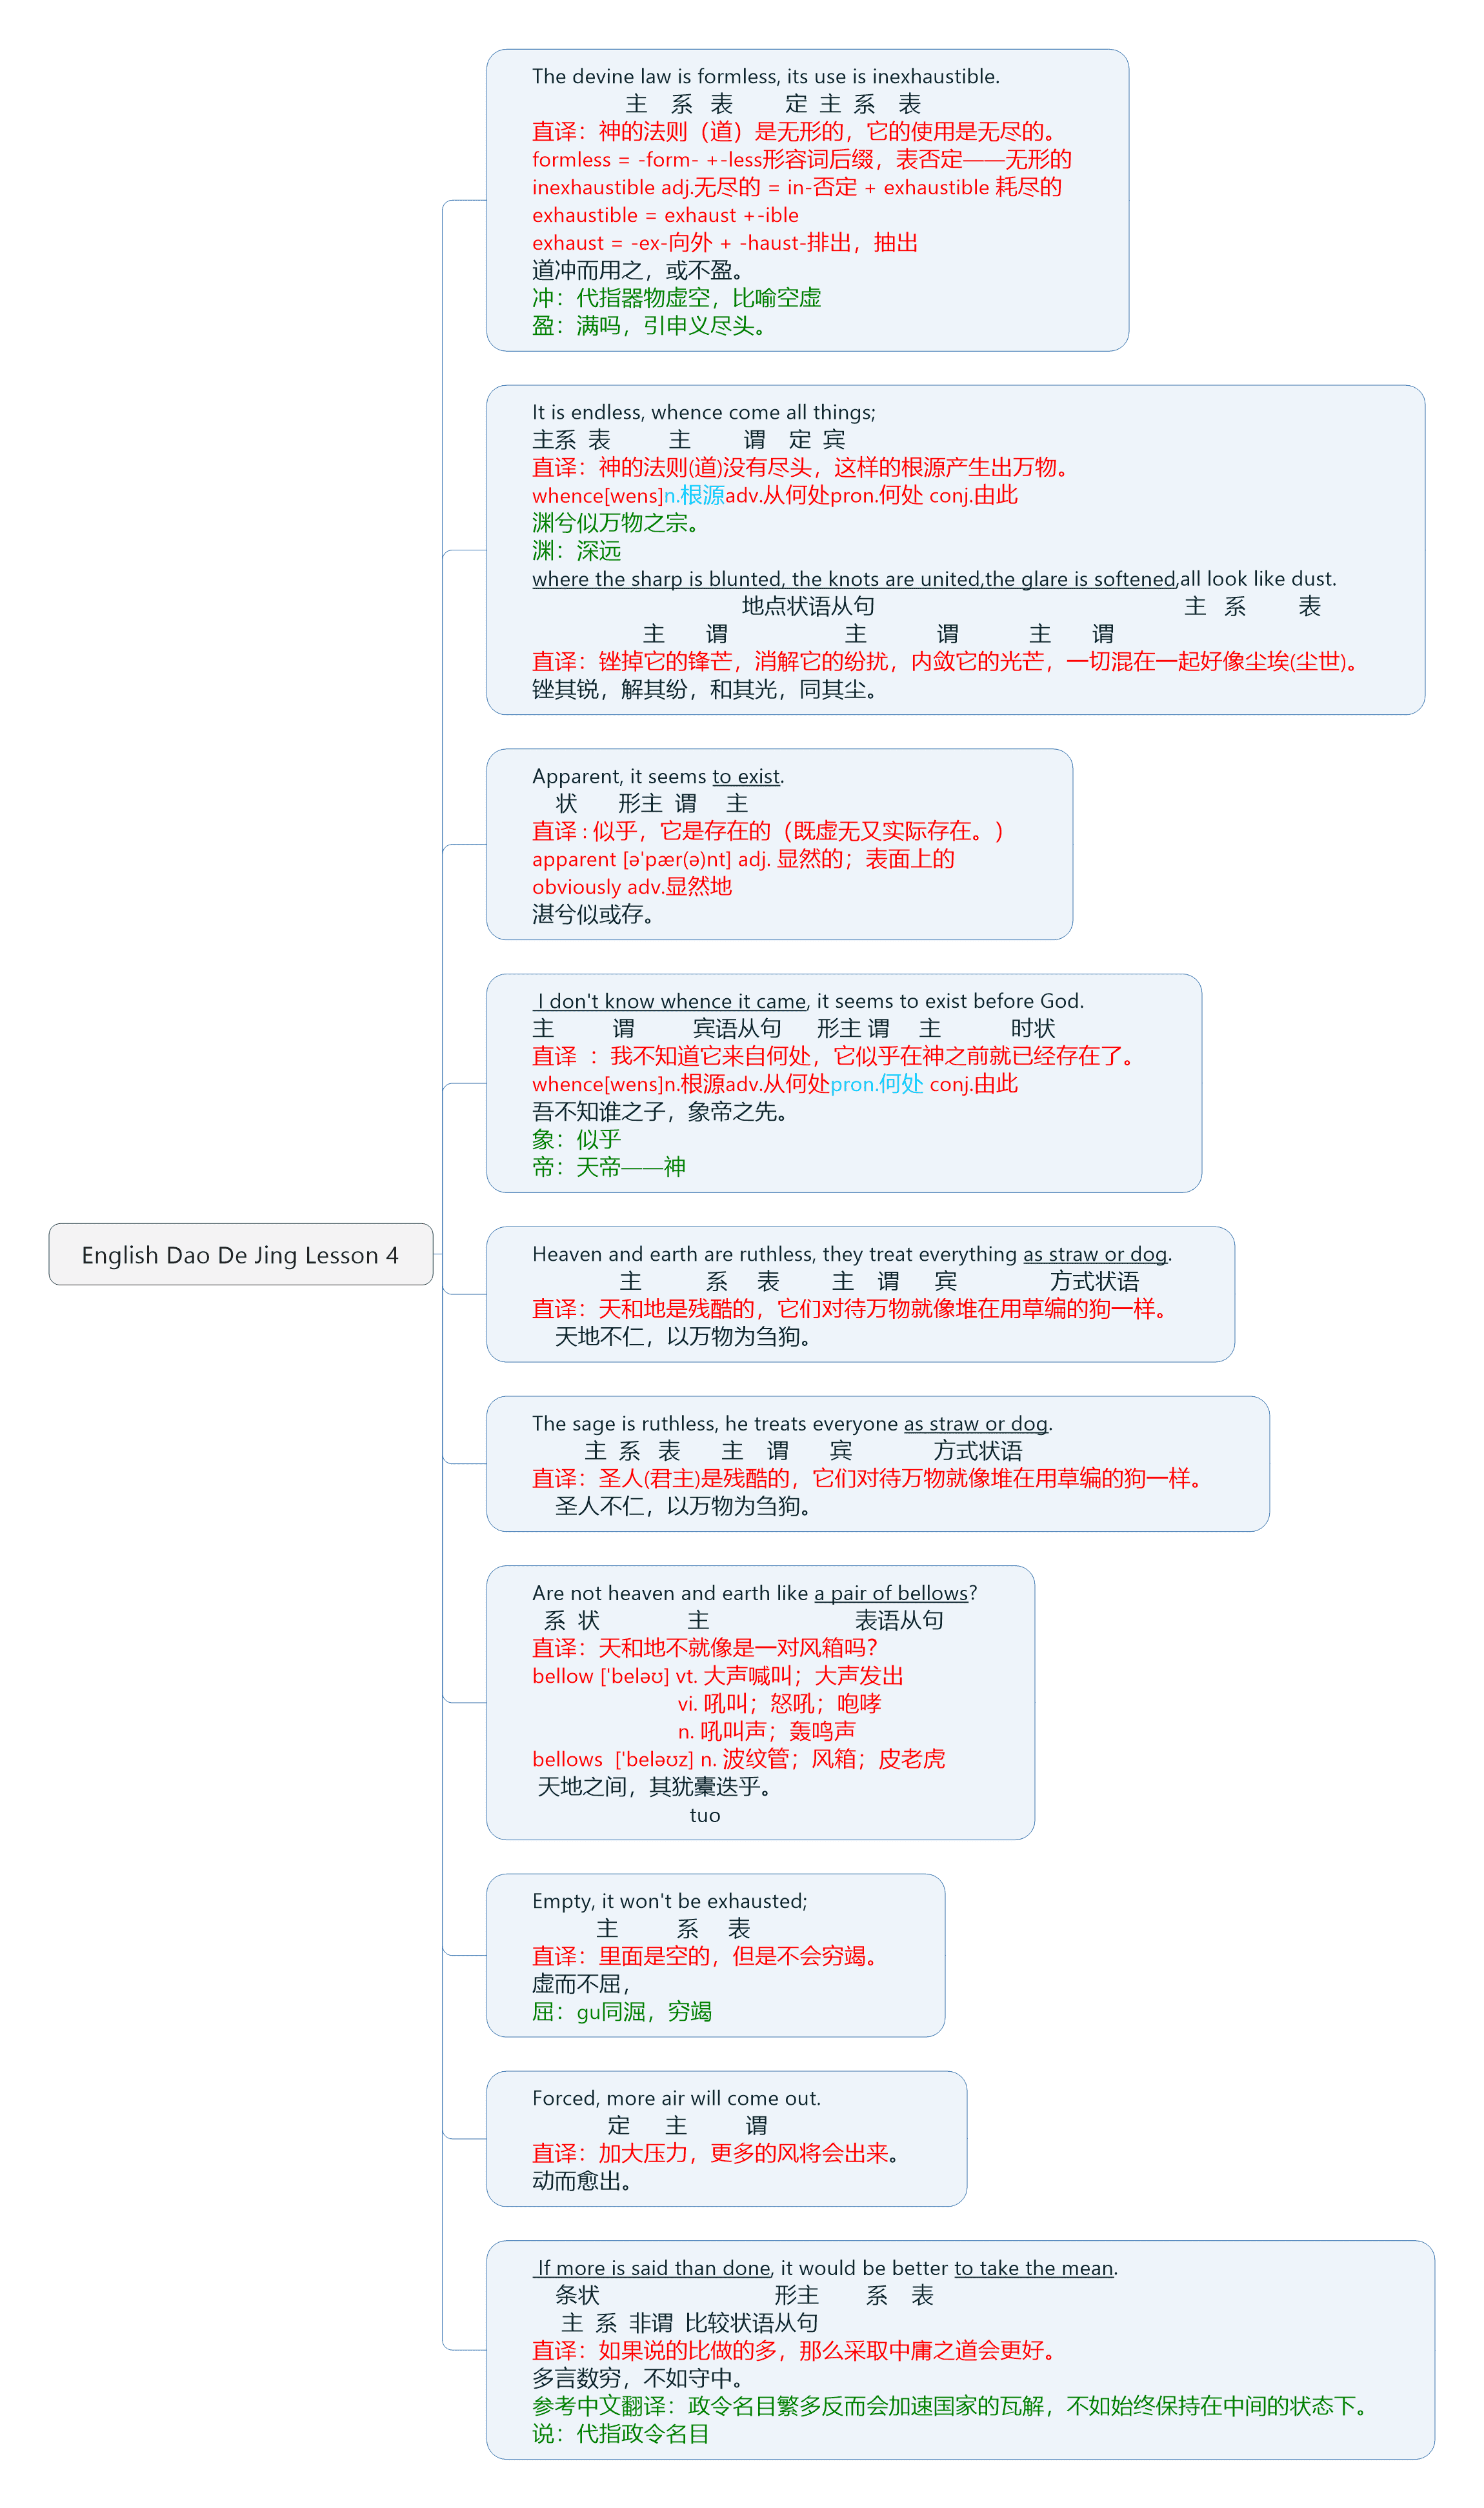 English Dao De Jing Lesson 4
The devine law is formless, its use is inexhaustible.
主 系 表 定 主 系 表
直译：神的法则（道）是无形的，它的使用是无尽的。
formless = -form- +-less形容词后缀，表否定——无形的
inexhaustible adj.无尽的 = in-否定 + exhaustible 耗尽的
exhaustible = exhaust +-ible
exhaust = -ex-向外 + -haust-排出，抽出
道冲而用之，或不盈。
冲：代指器物虚空，比喻空虚
盈：满吗，引申义尽头。
It is endless, whence come all things;
主系 表 主 谓 定 宾
直译：神的法则(道)没有尽头，这样的根源产生出万物。
whence[wens]n.根源adv.从何处pron.何处 conj.由此
渊兮似万物之宗。
渊：深远
where the sharp is blunted, the knots are united,the glare is softened,all look like dust.
地点状语从句 主 系 表
主 谓 主 谓 主 谓
直译：锉掉它的锋芒，消解它的纷扰，内敛它的光芒，一切混在一起好像尘埃(尘世)。
锉其锐，解其纷，和其光，同其尘。
Apparent, it seems to exist.
状 形主 谓 主
直译 : 似乎，它是存在的（既虚无又实际存在。）
apparent [ə'pær(ə)nt] adj. 显然的；表面上的
obviously adv.显然地
湛兮似或存。
I don't know whence it came, it seems to exist before God.
主 谓 宾语从句 形主 谓 主 时状
直译 ：我不知道它来自何处，它似乎在神之前就已经存在了。
whence[wens]n.根源adv.从何处pron.何处 conj.由此
吾不知谁之子，象帝之先。
象：似乎
帝：天帝——神
Heaven and earth are ruthless, they treat everything as straw or dog.
主 系 表 主 谓 宾 方式状语
直译：天和地是残酷的，它们对待万物就像堆在用草编的狗一样。
天地不仁，以万物为刍狗。
The sage is ruthless, he treats everyone as straw or dog.
主 系 表 主 谓 宾 方式状语
直译：圣人(君主)是残酷的，它们对待万物就像堆在用草编的狗一样。
圣人不仁，以万物为刍狗。
Are not heaven and earth like a pair of bellows?
系 状 主 表语从句
直译：天和地不就像是一对风箱吗？
bellow ['beləʊ] vt. 大声喊叫；大声发出
vi. 吼叫；怒吼；咆哮
n. 吼叫声；轰鸣声
bellows ['beləʊz] n. 波纹管；风箱；皮老虎
天地之间，其犹橐迭乎。
tuo
Empty, it won't be exhausted;
主 系 表
直译：里面是空的，但是不会穷竭。
虚而不屈，
屈：gu同淈，穷竭
Forced, more air will come out.
定 主 谓
直译：加大压力，更多的风将会出来。
动而愈出。
If more is said than done, it would be better to take the mean.
条状 形主 系 表
主 系 非谓 比较状语从句
直译：如果说的比做的多，那么采取中庸之道会更好。
多言数穷，不如守中。
参考中文翻译：政令名目繁多反而会加速国家的瓦解，不如始终保持在中间的状态下。
说：代指政令名目